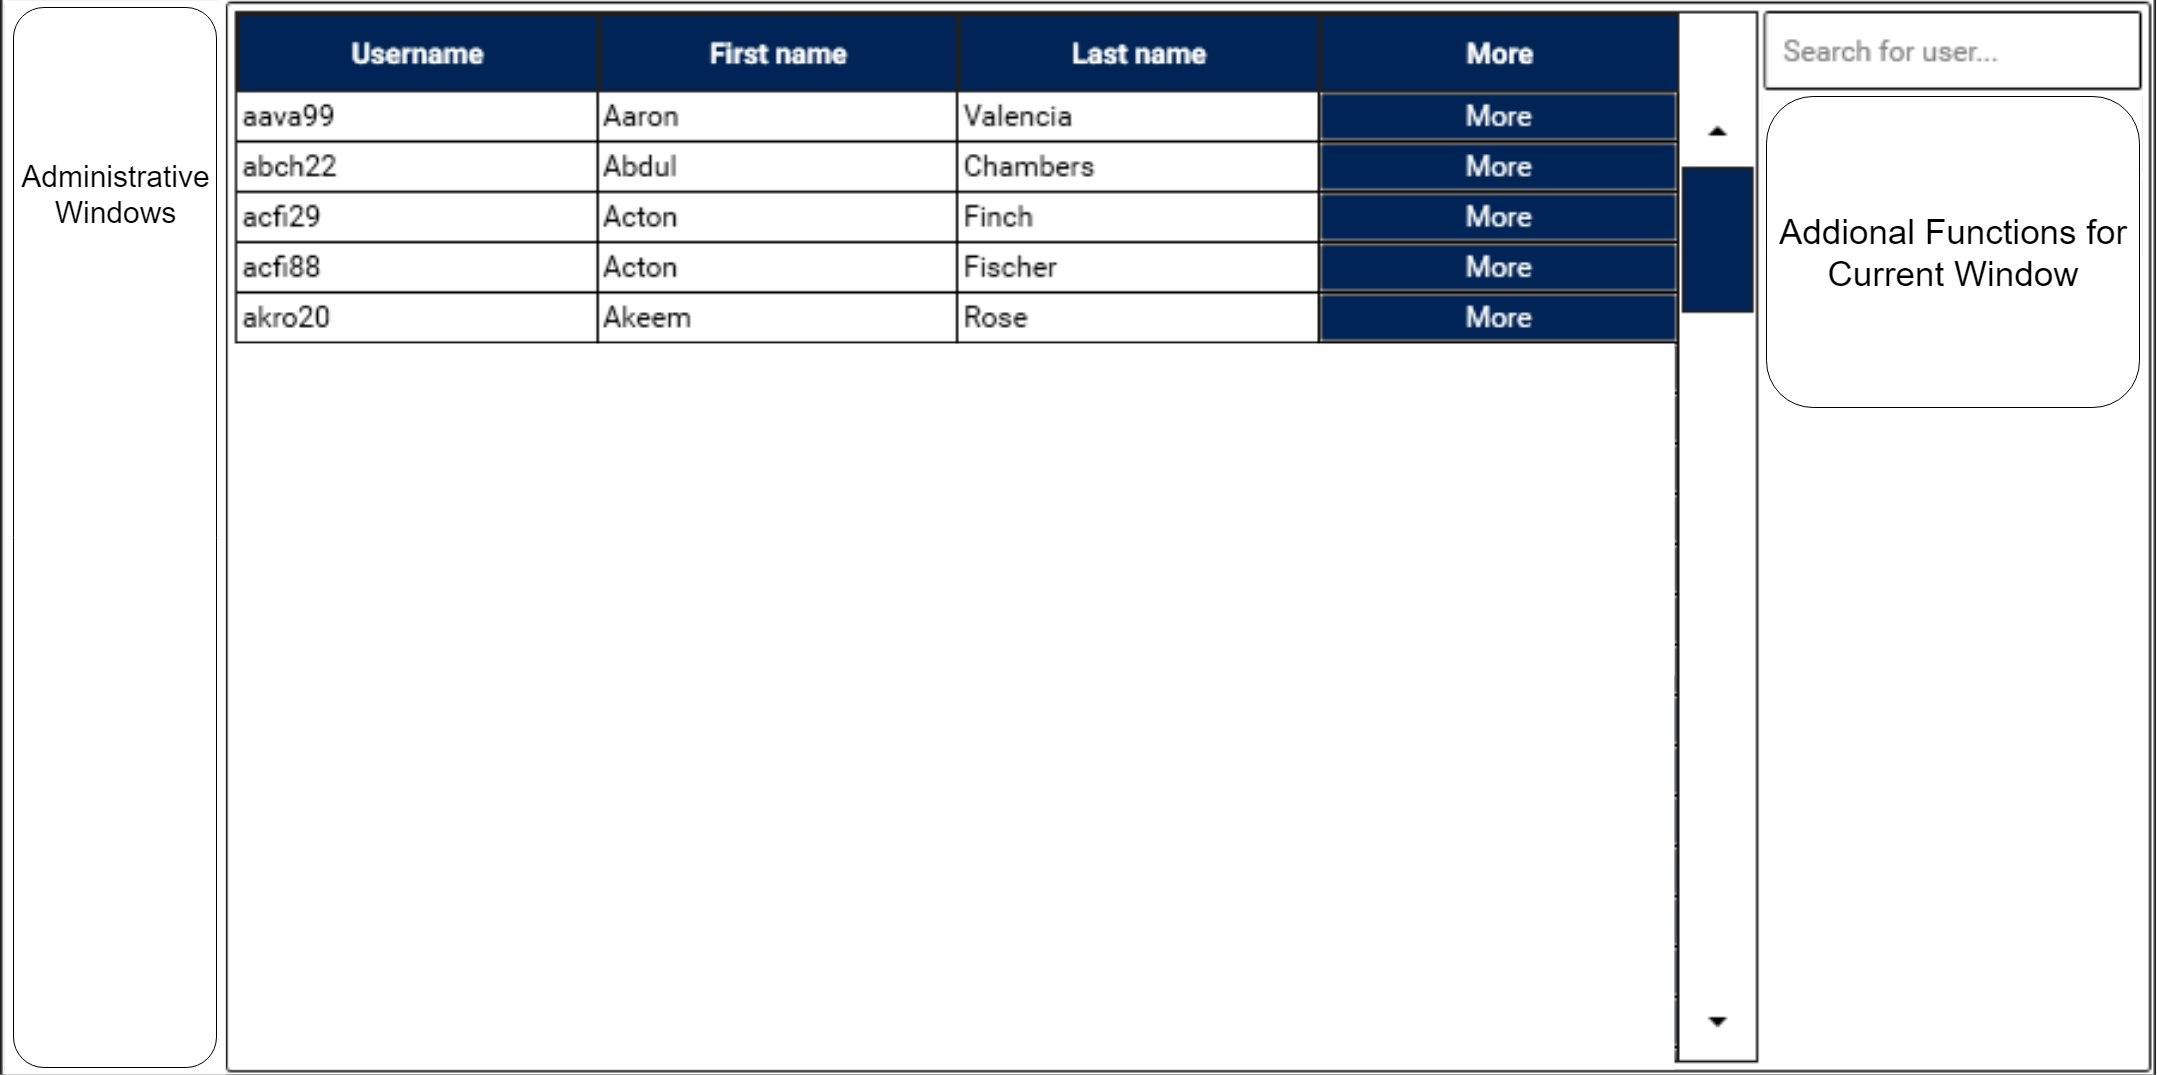 Administrative
Windows
Username First name Last name More
aava99 Aaron Valencia More
abch22 Abdul Chambers More
acfi29 Acton Finch More
acfi88 Acton Fischer More
akro20 Akeem Rose More
Search for user...
Addional Functions for
Current Window